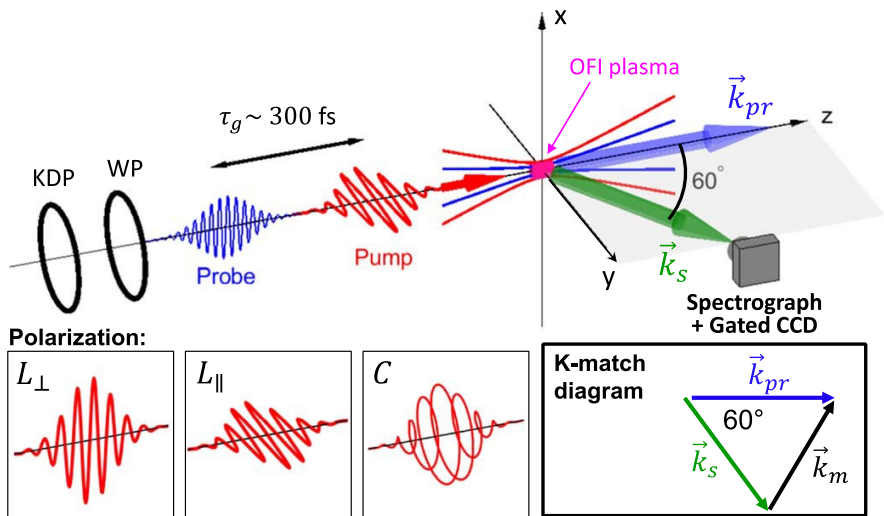 x
OFI plasma
k⃗_pr
τ_g ~ 300 fs
z
KDP
WP
60°
Probe
Pump
k⃗_s
y
Spectrograph
+ Gated CCD
Polarization:
L_⊥
L_∥
C
K-match
diagram
k⃗_pr
60°
k⃗_s
k⃗_m